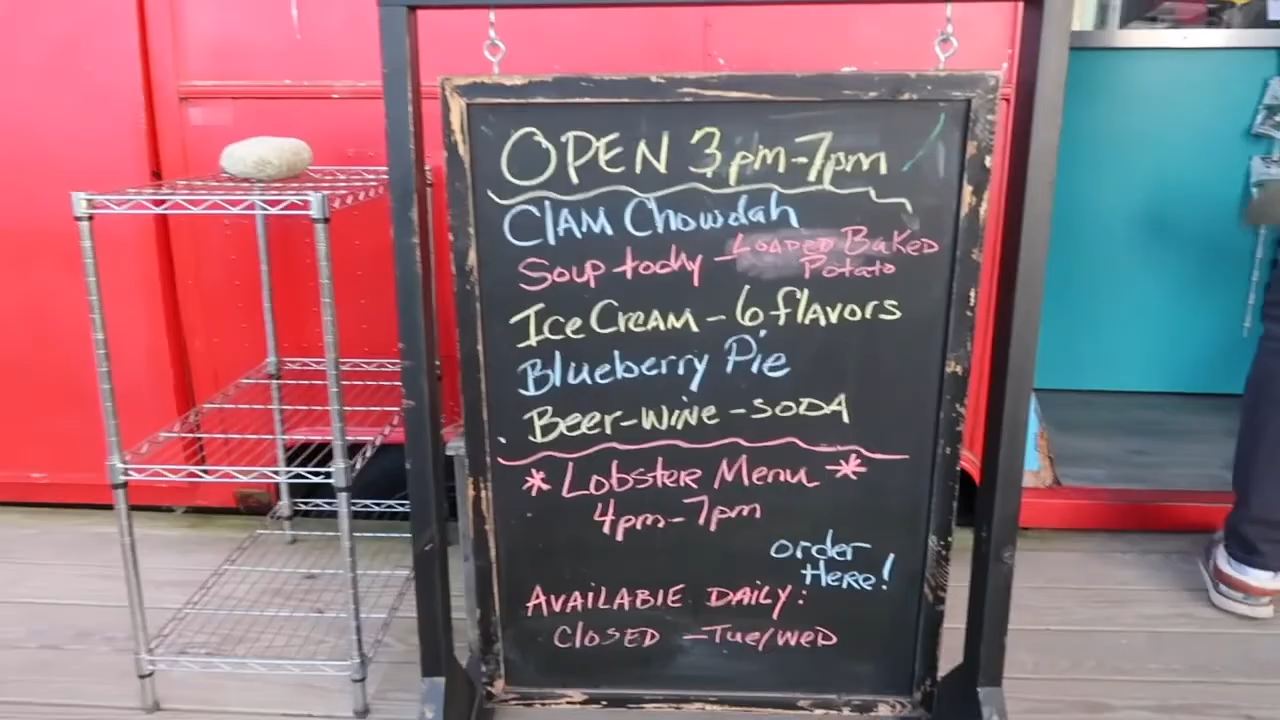 OPEN 3pm-7pm
ClAM Chowdah
Soup today - LOADED BAKED
Potato
Ice CReAM - 6 flAvors
Blueberry Pie
Beer-WiNe-SODA
* Lobster Menu *
4pm-7pm
order
Here!
AVAilABlE DAilY:
ClOSED -Tue/WED